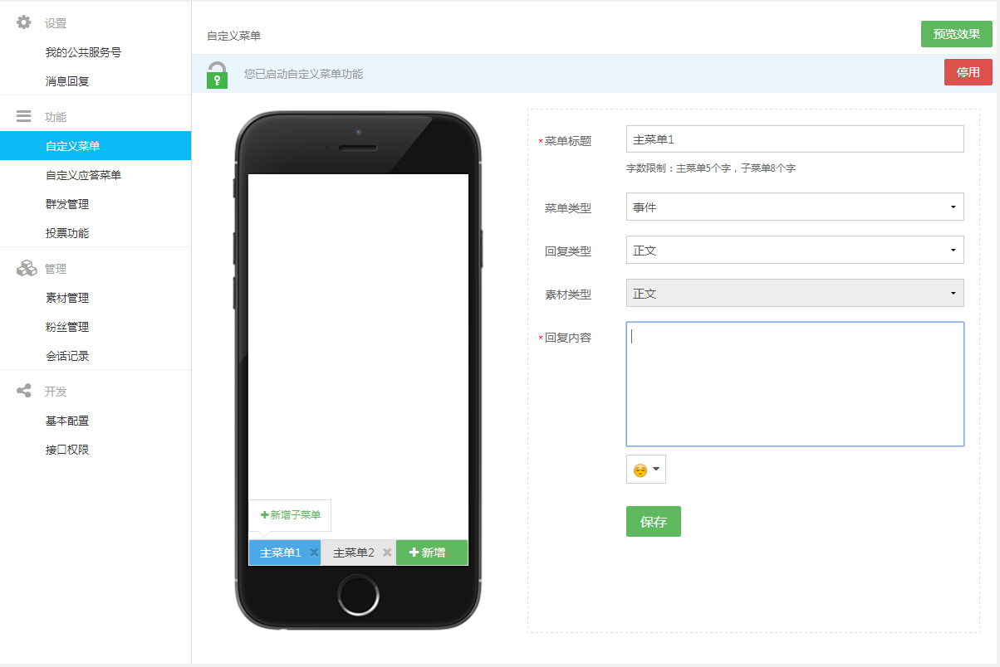 设置
我的公共服务号
消息回复
功能
自定义菜单
自定义应答菜单
群发管理
投票功能
管理
素材管理
粉丝管理
会话记录
开发
基本配置
接口权限
自定义菜单
预览效果
您已启动自定义菜单功能
停用
+新增子菜单
主菜单1 × 主菜单2 × +新增
*菜单标题 主菜单1
字数限制：主菜单5个字，子菜单8个字
菜单类型 事件
回复类型 正文
素材类型 正文
*回复内容
保存